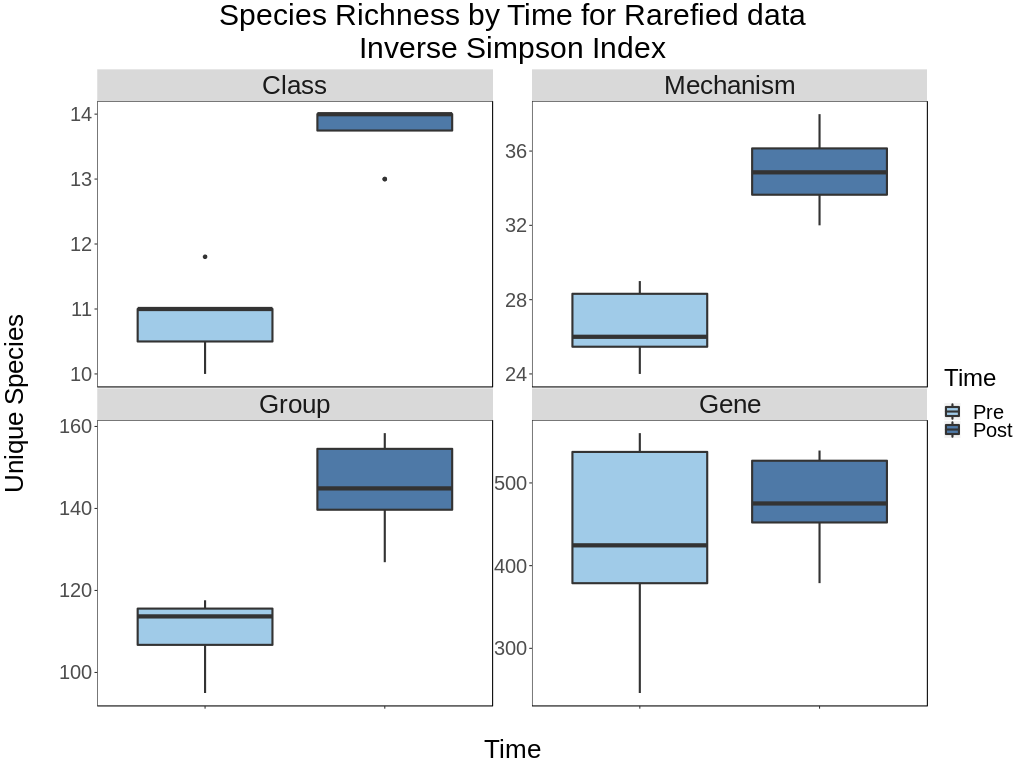 Species Richness by Time for Rarefied data
Inverse Simpson Index
Class
Mechanism
14
13
12
11
10
36
32
28
24
Group
Gene
160
140
120
100
500
400
300
Unique Species
Time
Time
Pre
Post